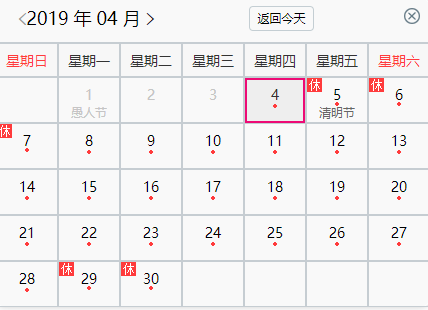 2019 年 04 月 返回今天
星期日 星期一 星期二 星期三 星期四 星期五 星期六
1 2 3 4 休 5 休 6
愚人节 清明节
休 7 8 9 10 11 12 13
14 15 16 17 18 19 20
21 22 23 24 25 26 27
28 休 29 休 30